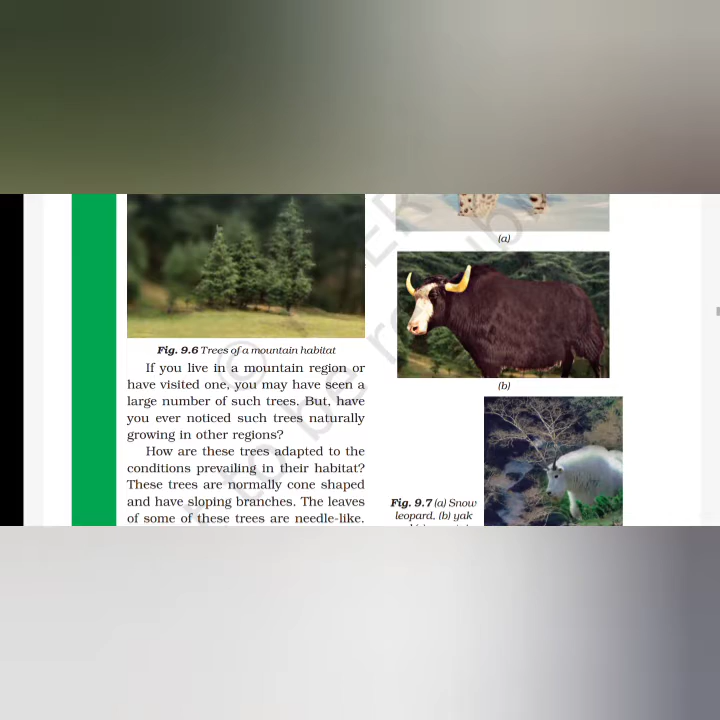 Fig. 9.6 Trees of a mountain habitat
If you live in a mountain region or
have visited one, you may have seen a
large number of such trees. But, have
you ever noticed such trees naturally
growing in other regions?
How are these trees adapted to the
conditions prevailing in their habitat?
These trees are normally cone shaped
and have sloping branches. The leaves
of some of these trees are needle-like.
(a)
(b)
Fig. 9.7 (a) Snow
leopard, (b) yak